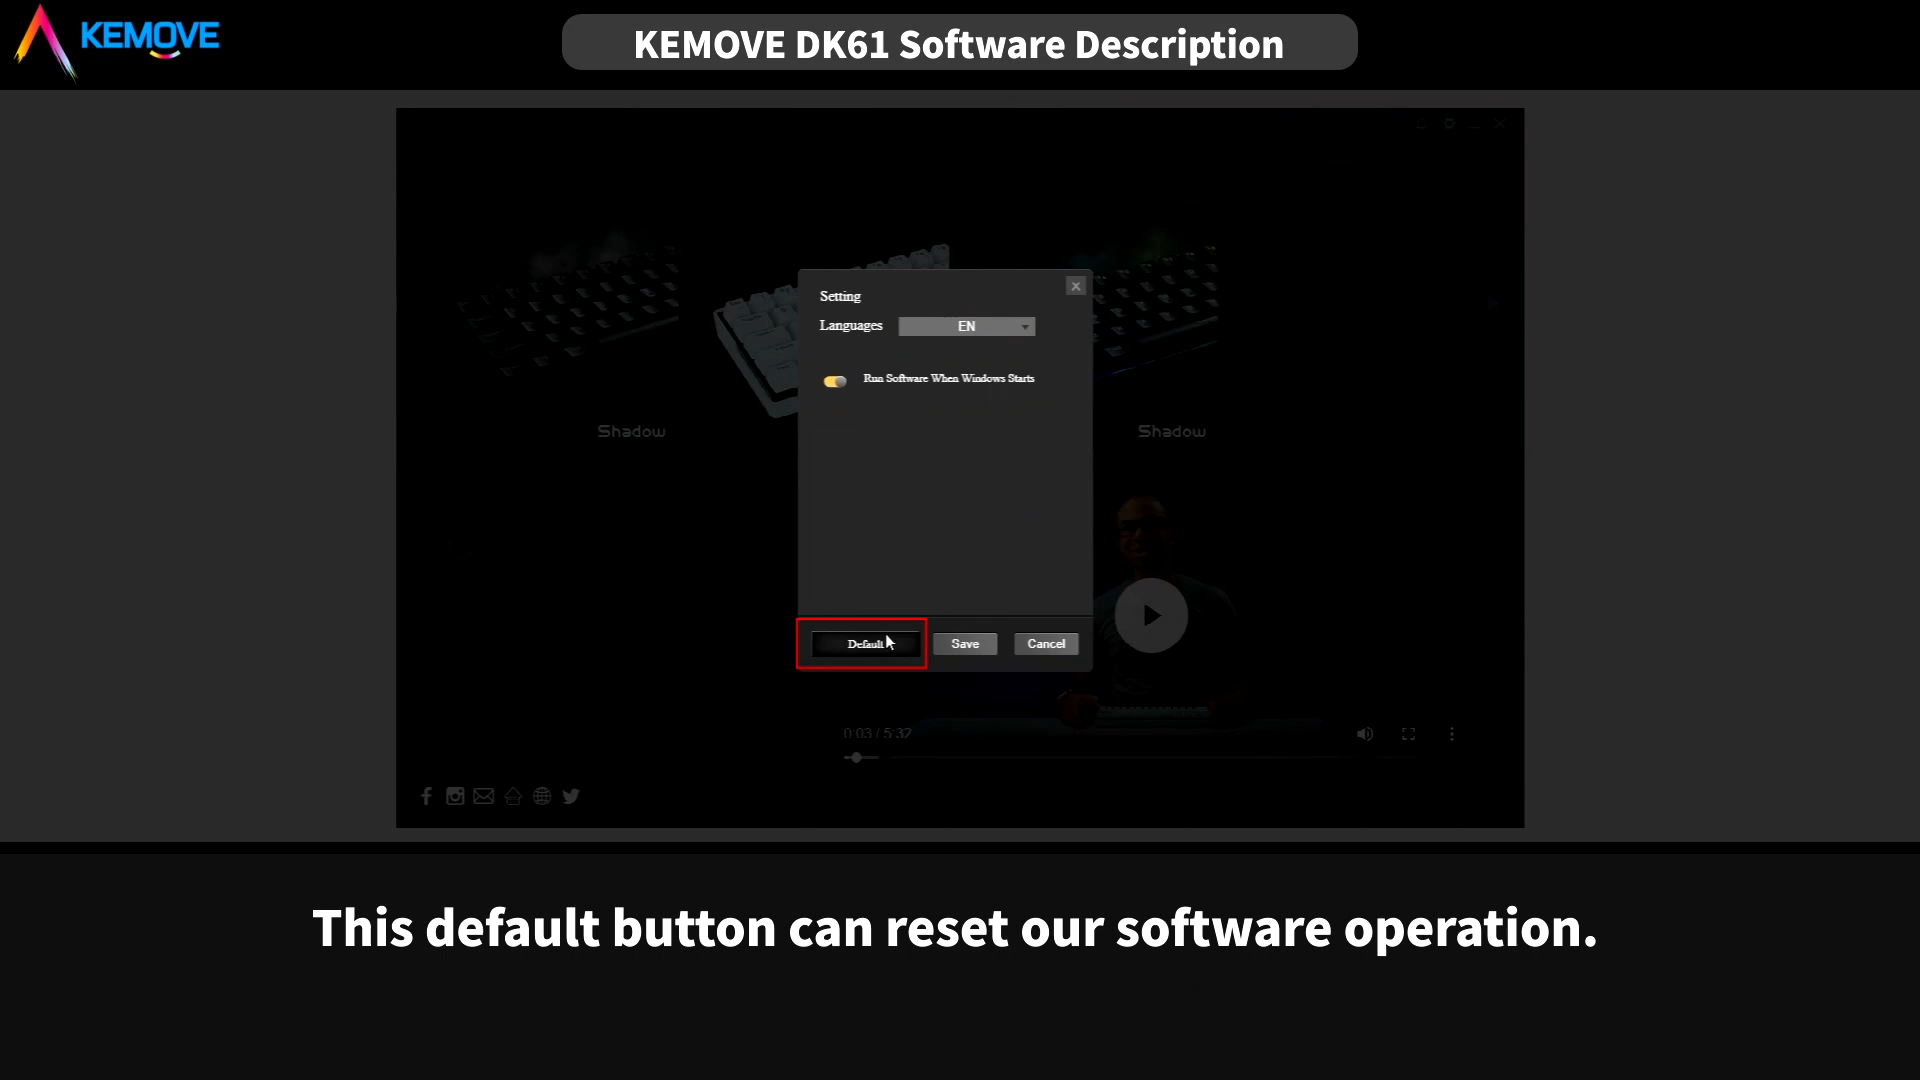 KEMOVE
KEMOVE DK61 Software Description
Setting
Languages
EN
Run Software When Windows Starts
Shadow
Shadow
Default
Save
Cancel
0:03 / 5:32
This default button can reset our software operation.